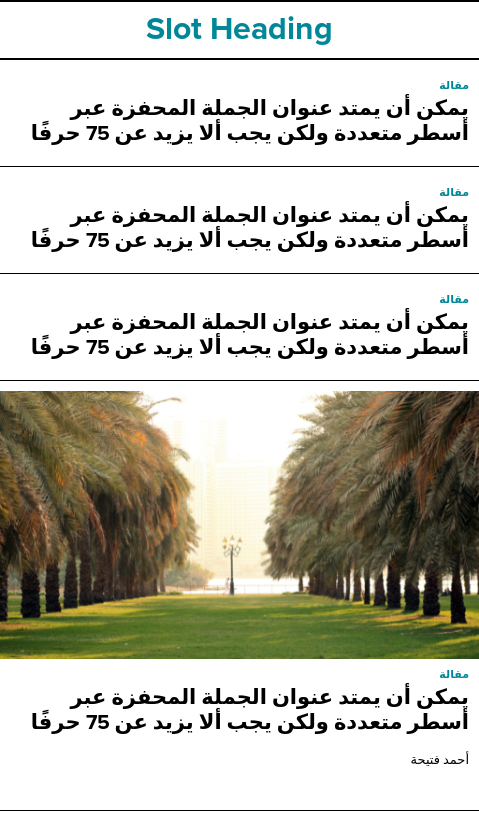 Slot Heading
مقالة
يمكن أن يمتد عنوان الجملة المحفزة عبر
أسطر متعددة ولكن يجب ألا يزيد عن 75 حرفًا
مقالة
يمكن أن يمتد عنوان الجملة المحفزة عبر
أسطر متعددة ولكن يجب ألا يزيد عن 75 حرفًا
مقالة
يمكن أن يمتد عنوان الجملة المحفزة عبر
أسطر متعددة ولكن يجب ألا يزيد عن 75 حرفًا
مقالة
يمكن أن يمتد عنوان الجملة المحفزة عبر
أسطر متعددة ولكن يجب ألا يزيد عن 75 حرفًا
أحمد فتيحة